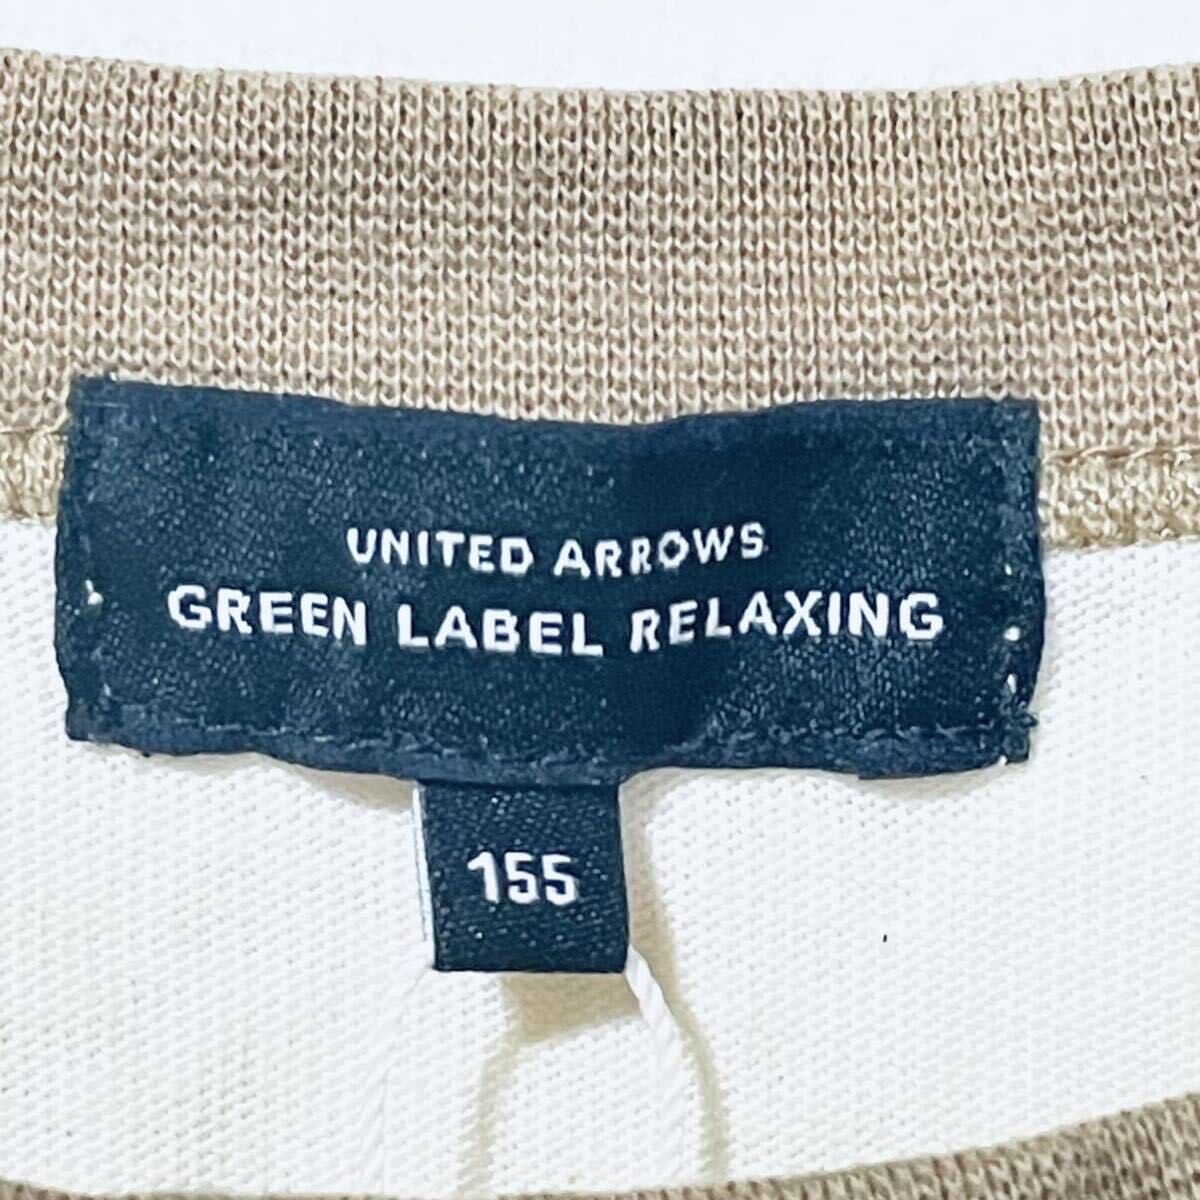 UNITED ARROWS
GREEN LABEL RELAXING
155